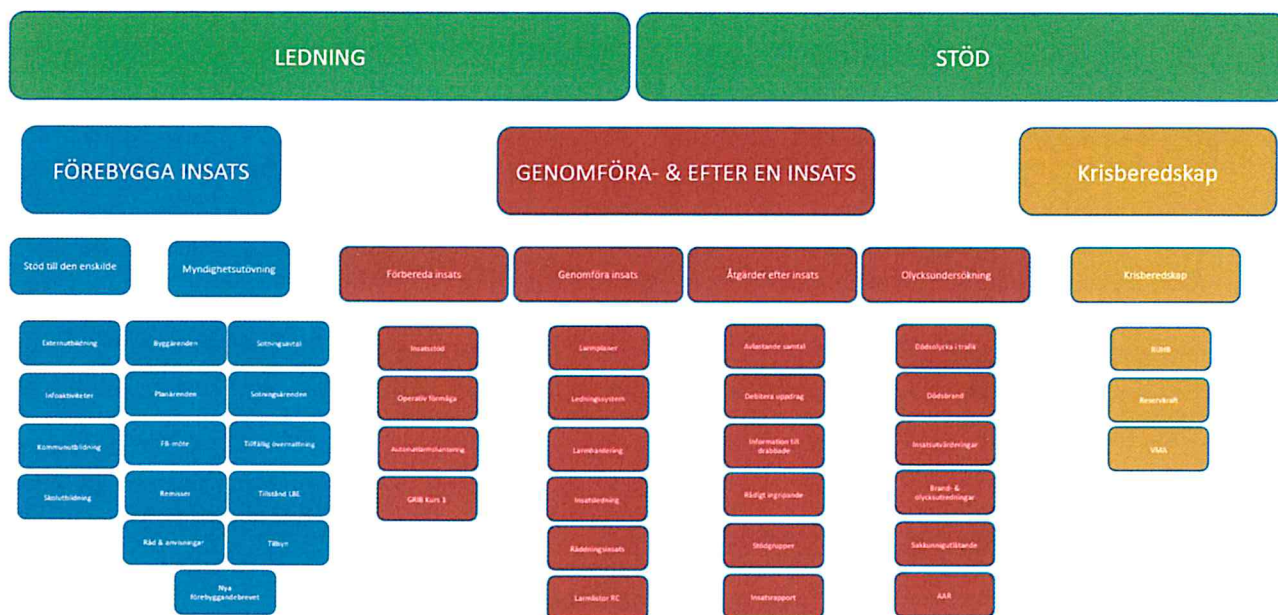 LEDNING
STÖD
FÖREBYGGA INSATS
GENOMFÖRA- & EFTER EN INSATS
Krisberedskap
Stöd till den enskilde
Myndighetsutövning
Förbereda insats
Genomföra insats
Åtgärder efter insats
Olycksundersökning
Krisberedskap
Externutbildning
Byggärenden
Sotningsavtal
Infoaktiviteter
Planärenden
Sotningsärenden
Kommunutbildning
FB-möte
Tillfällig övernattning
Skolutbildning
Remisser
Tillstånd LBE
Råd & anvisningar
Tillsyn
Nya
förebyggandebrevet
Insatsstöd
Operativ förmåga
Automatlarmshantering
GRIB Kurs 1
Larmplaner
Ledningssystem
Larmhantering
Insatsledning
Räddningsinsats
Larmlistor RC
Avlastande samtal
Debitera uppdrag
Information till
drabbade
Rådigt ingripande
Stödgrupper
Insatsrapport
Dödsolycka i trafik
Dödsbrand
Insatsutvärderingar
Brand- &
olycksutredningar
Sakkunnigutlåtande
AAR
Reservkraft
VMA